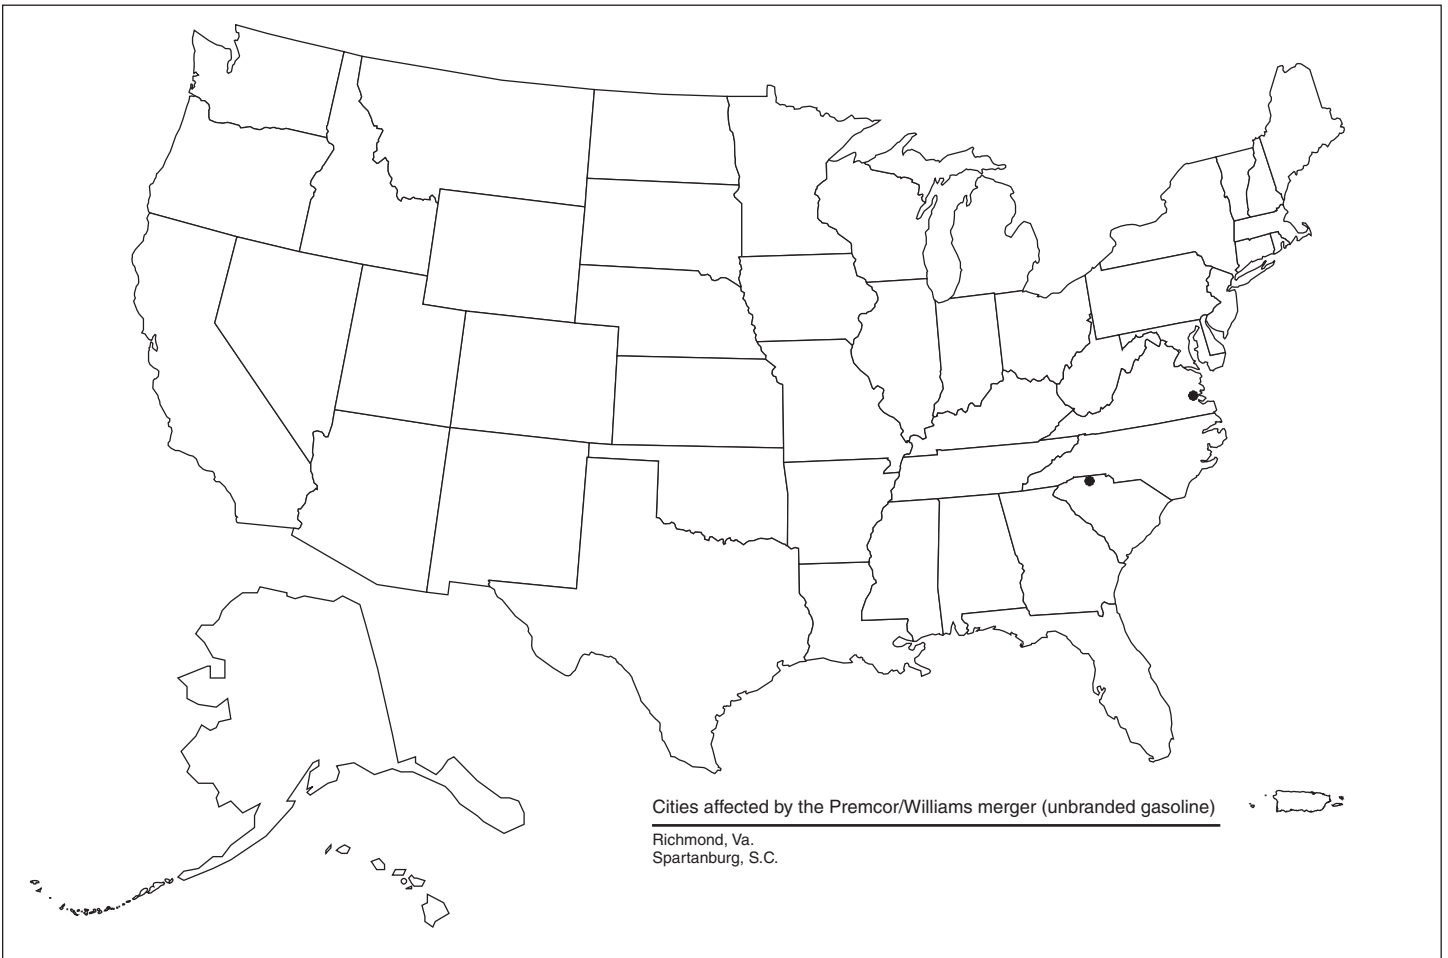 Cities affected by the Premcor/Williams merger (unbranded gasoline)
Richmond, Va.
Spartanburg, S.C.